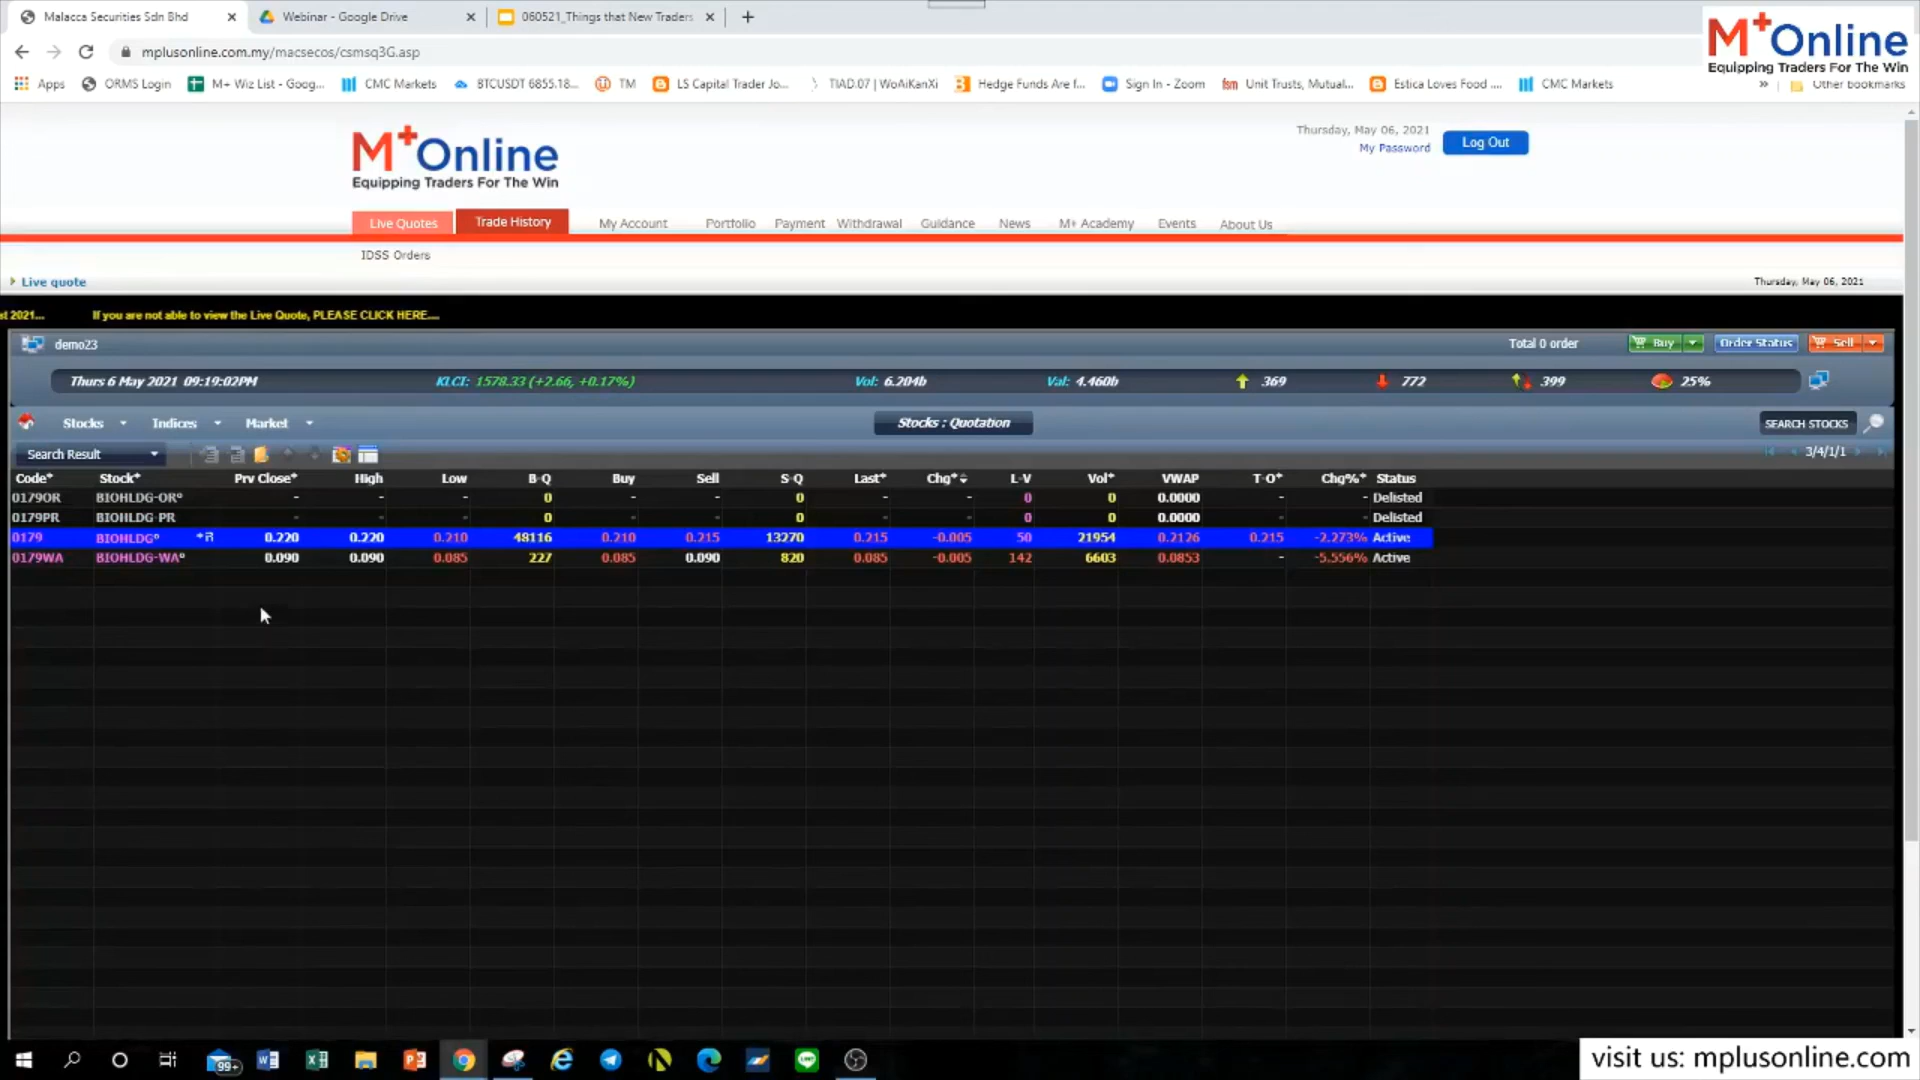 Malacca Securities Sdn Bhd
Webinar - Google Drive
060521_Things that New Traders
mplusonline.com.my/macsecos/csmsq3G.asp
M+Online
Equipping Traders For The Win
Apps ORMS Login M+ Wiz List - Goog... CMC Markets BTCUSDT 6855.18... TM LS Capital Trader Jo... TIAD.07 | WoAiKanXi Hedge Funds Are f... Sign In - Zoom Unit Trusts, Mutual... Estica Loves Food .... CMC Markets » Other bookmarks
M+Online
Equipping Traders For The Win
Thursday, May 06, 2021
My Password
Log Out
Live Quotes Trade History My Account Portfolio Payment Withdrawal Guidance News M+ Academy Events About Us
IDSS Orders
Live quote
Thursday, May 06, 2021
st 2021... If you are not able to view the Live Quote, PLEASE CLICK HERE....
demo23
Total 0 order Buy Order Status Sell
Thurs 6 May 2021 09:19:02PM KLCI: 1578.33 (+2.66, +0.17%) Vol: 6.204b Val: 4.460b 369 772 399 25%
Stocks Indices Market
Stocks : Quotation
SEARCH STOCKS
Search Result
3/4/1/1
Code* Stock* Prv Close* High Low B-Q Buy Sell S-Q Last* Chg* L-V Vol* VWAP T-O* Chg%* Status
0179OR BIOHLDG-OR° - - - 0 - - 0 - - 0 0 0.0000 - - Delisted
0179PR BIOHLDG-PR - - - 0 - - 0 - - 0 0 0.0000 - - Delisted
0179 BIOHLDG° 0.220 0.220 0.210 48116 0.210 0.215 13270 0.215 -0.005 50 21954 0.2126 0.215 -2.273% Active
0179WA BIOHLDG-WA° 0.090 0.090 0.085 227 0.085 0.090 820 0.085 -0.005 142 6603 0.0853 - -5.556% Active
99+
visit us: mplusonline.com